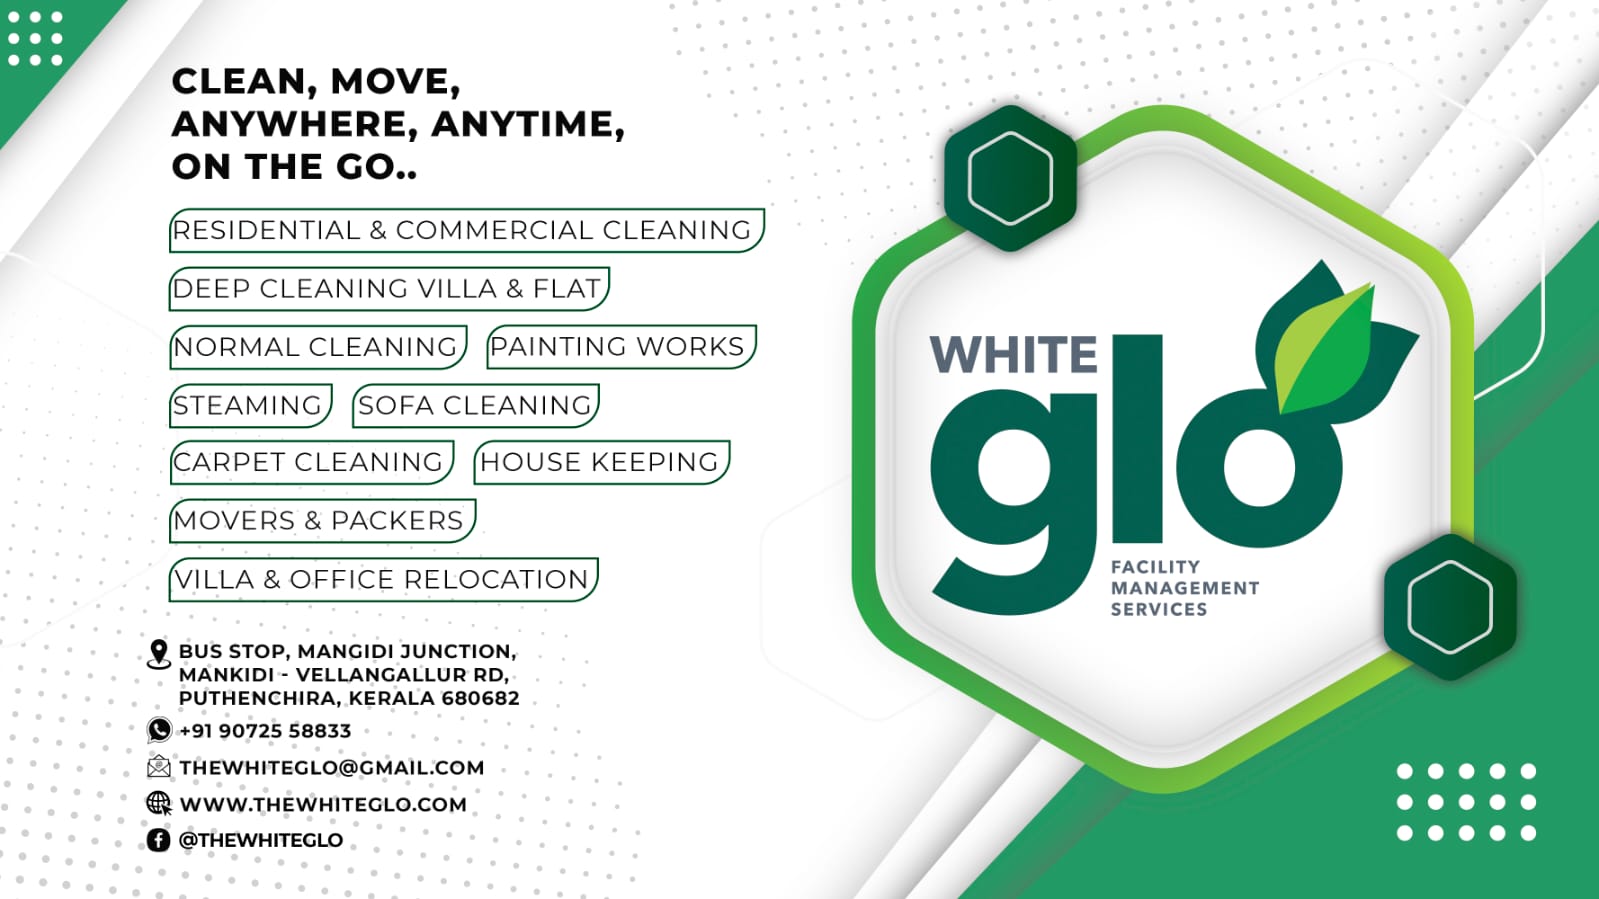 CLEAN, MOVE,
ANYWHERE, ANYTIME,
ON THE GO..
RESIDENTIAL & COMMERCIAL CLEANING
DEEP CLEANING VILLA & FLAT
NORMAL CLEANING
PAINTING WORKS
STEAMING
SOFA CLEANING
CARPET CLEANING
HOUSE KEEPING
MOVERS & PACKERS
VILLA & OFFICE RELOCATION
BUS STOP, MANGIDI JUNCTION,
MANKIDI - VELLANGALLUR RD,
PUTHENCHIRA, KERALA 680682
+91 90725 58833
THEWHITEGLO@GMAIL.COM
WWW.THEWHITEGLO.COM
@THEWHITEGLO
WHITE
glo
FACILITY
MANAGEMENT
SERVICES